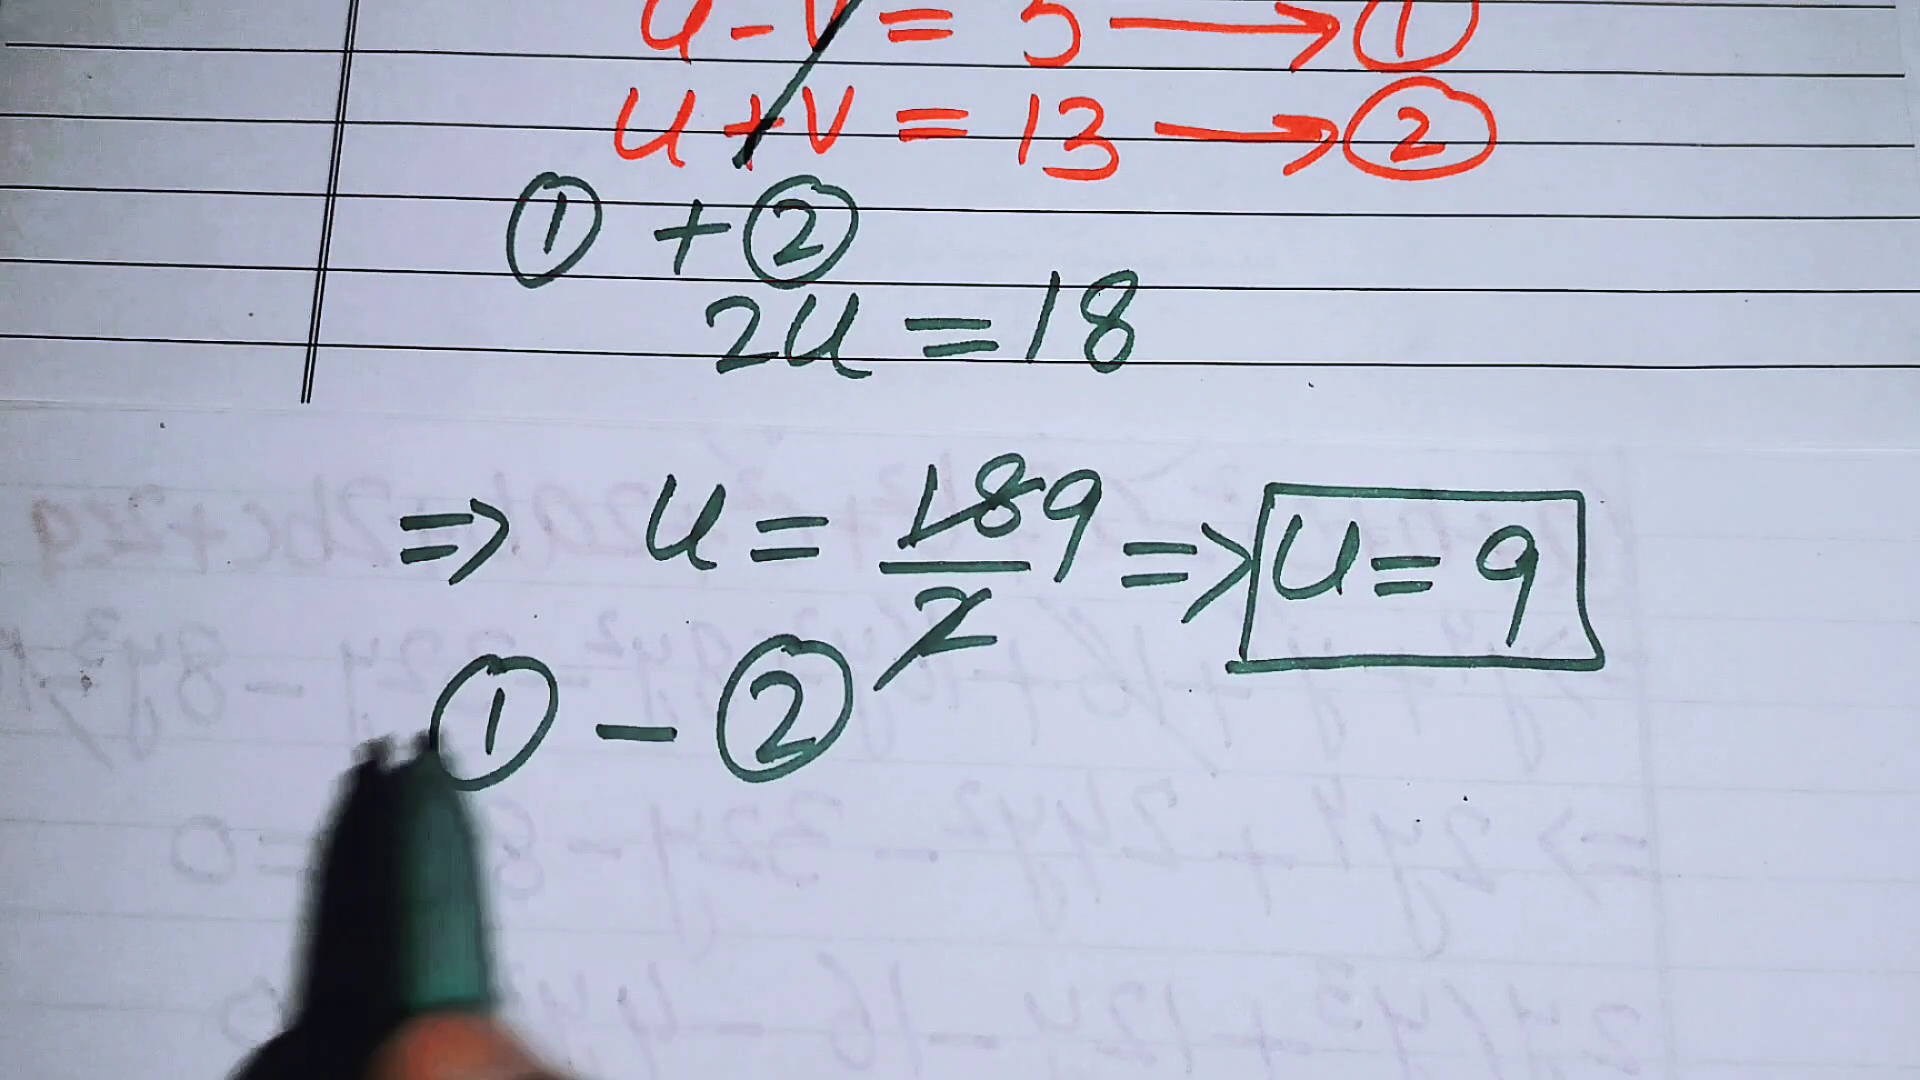 u - v = 5 ⟶ ①
u + v = 13 ⟶ ②
① + ②
2u = 18
⇒ u = 18/2 9 ⇒ u = 9
① - ②